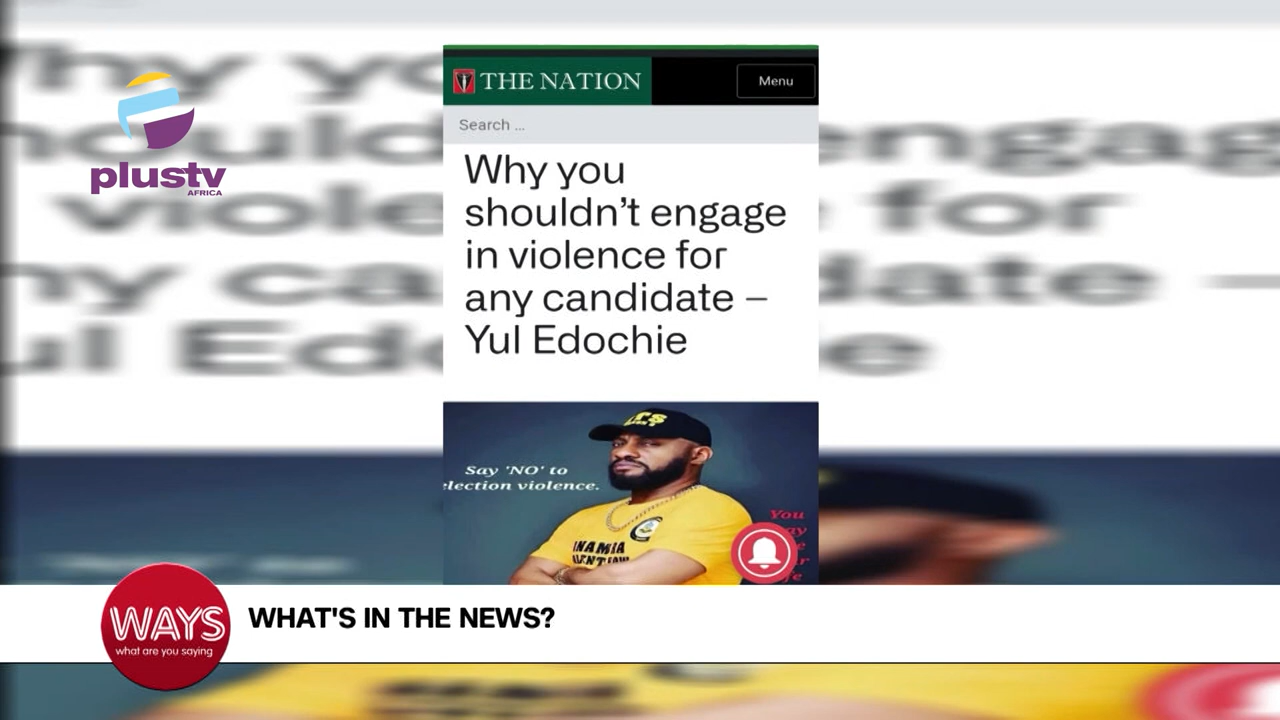 plustv
AFRICA
THE NATION
Menu
Search ...
Why you
shouldn't engage
in violence for
any candidate –
Yul Edochie
Say 'NO' to
election violence.
You
WAYS
what are you saying
WHAT'S IN THE NEWS?